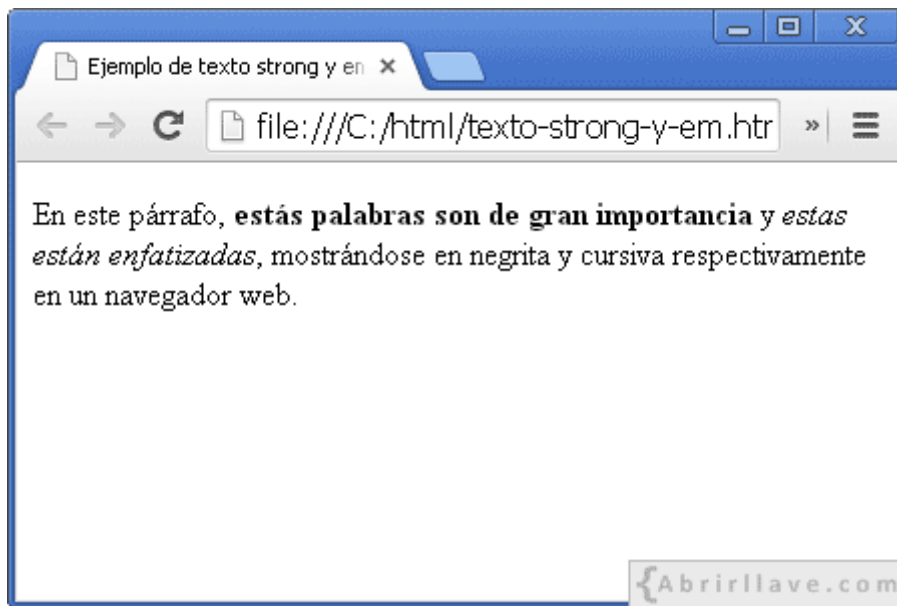 Ejemplo de texto strong y en
file:///C:/html/texto-strong-y-em.htr
En este párrafo, estás palabras son de gran importancia y estas
están enfatizadas, mostrándose en negrita y cursiva respectivamente
en un navegador web.
{Abrirllave.com